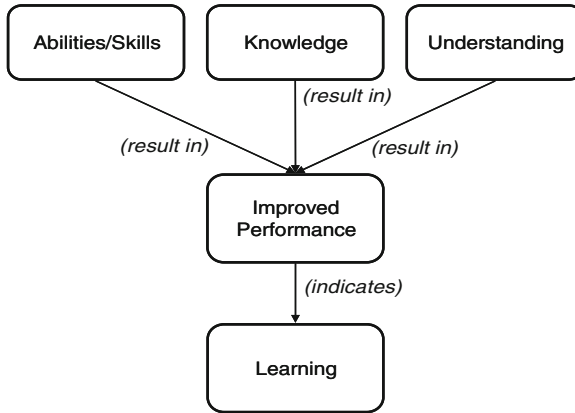 Abilities/Skills
Knowledge
Understanding
(result in)
(result in)
(result in)
Improved
Performance
(indicates)
Learning